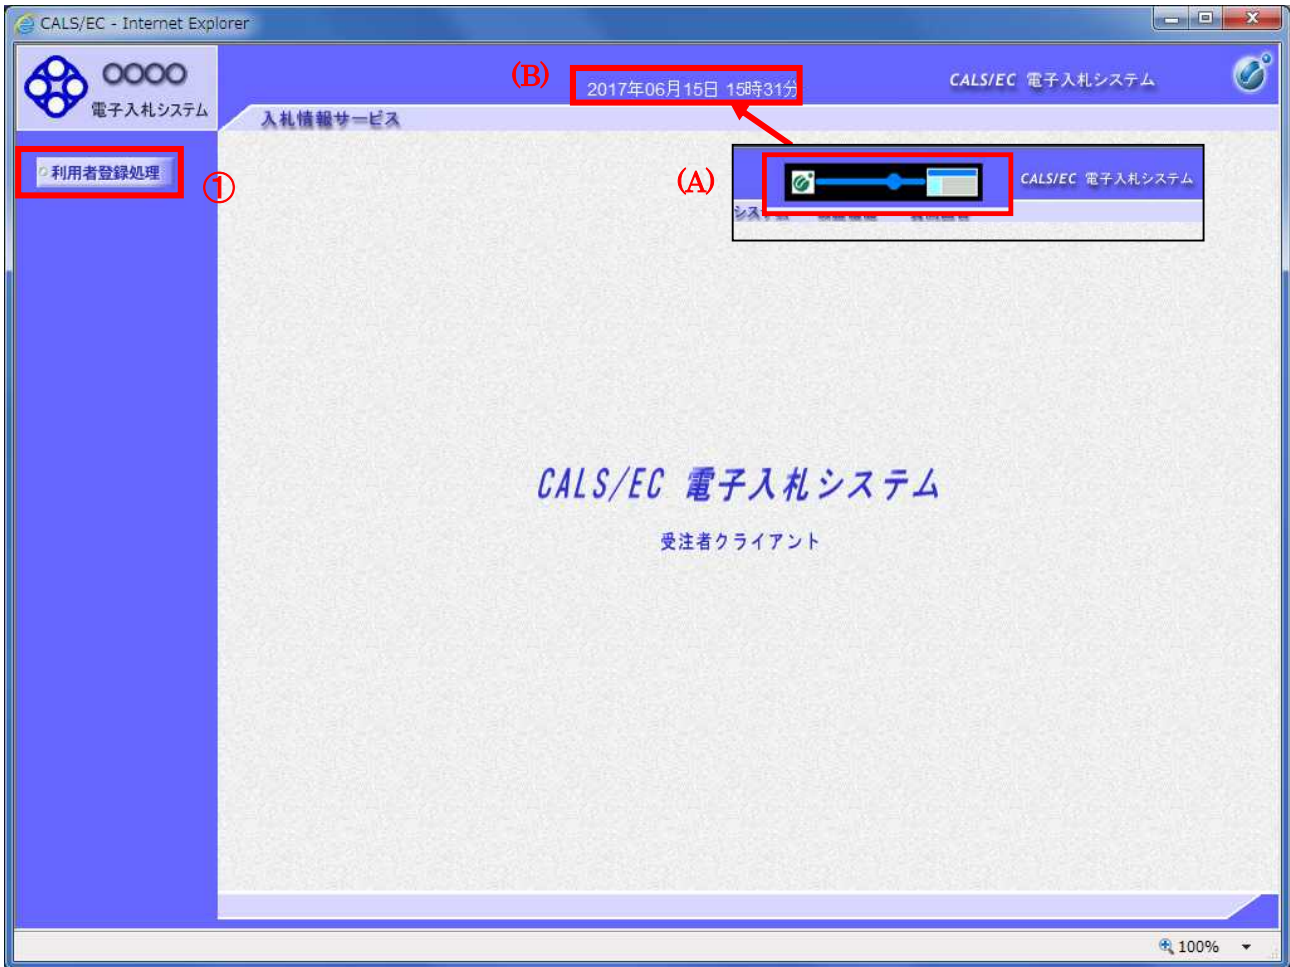 CALS/EC - Internet Explorer
○○○○
電子入札システム
(B)
2017年06月15日 15時31分
CALS/EC 電子入札システム
入札情報サービス
利用者登録処理
①
(A)
CALS/EC 電子入札システム
CALS/EC 電子入札システム
受注者クライアント
100%